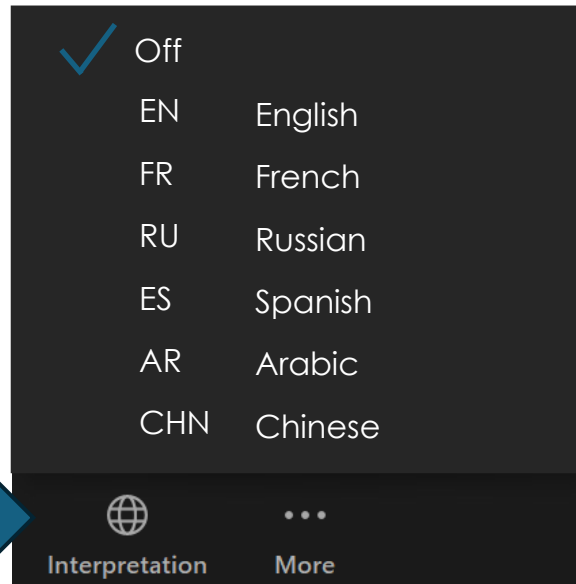 Off
EN English
FR French
RU Russian
ES Spanish
AR Arabic
CHN Chinese
Interpretation More